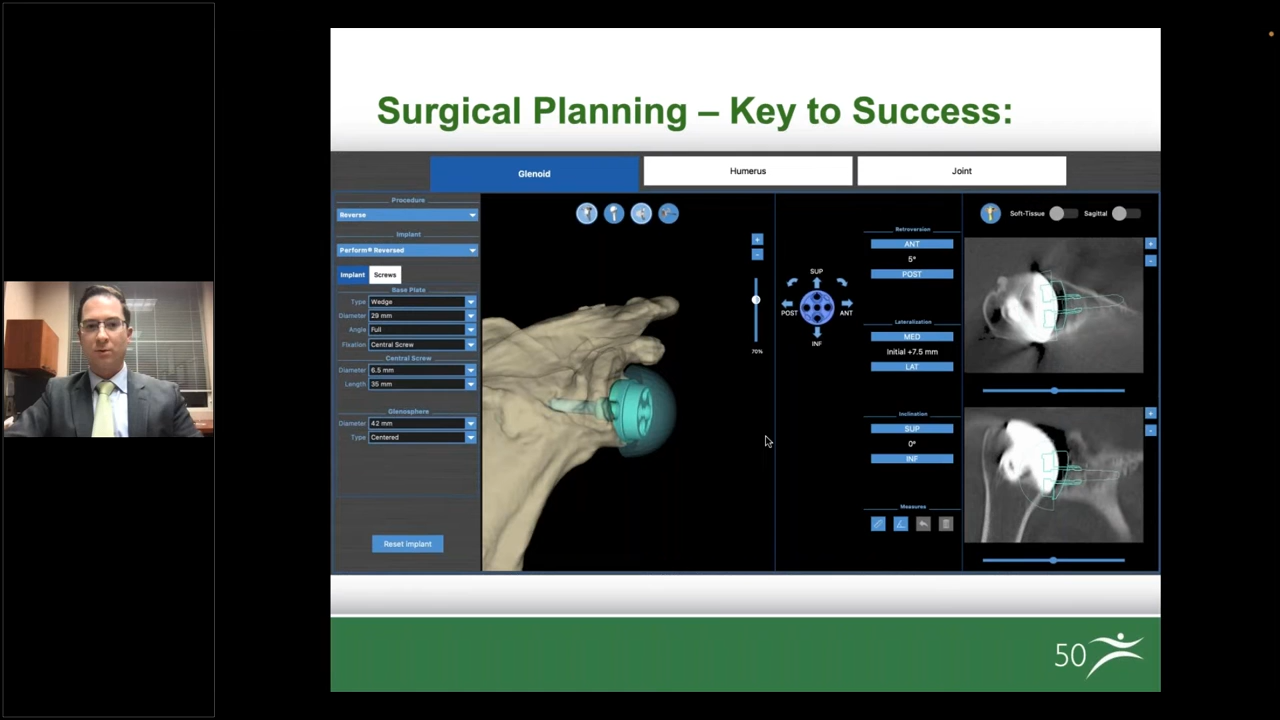 Surgical Planning – Key to Success:
Glenoid
Humerus
Joint
Procedure
Reverse
Implant
Perform® Reversed
Implant Screws
Base Plate
Type Wedge
Diameter 29 mm
Angle Full
Fixation Central Screw
Central Screw
Diameter 6.5 mm
Length 35 mm
Glenosphere
Diameter 42 mm
Type Centered
Reset Implant
+
-
70%
SUP
POST ANT
INF
Retroversion
ANT
5°
POST
Lateralisation
MED
Initial +7.5 mm
LAT
Inclination
SUP
0°
INF
Measures
Soft-Tissue Sagittal
+
-
+
-
50